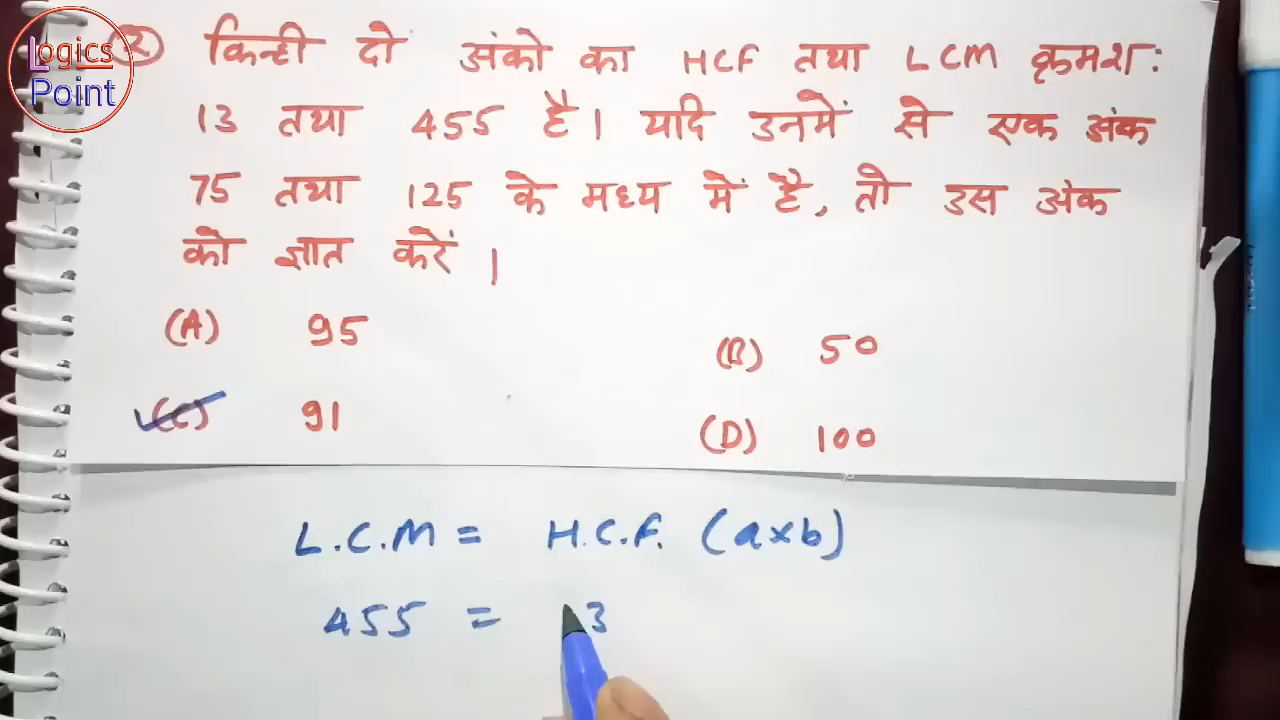 Logics
Point
(2) किन्ही दो अंको का HCF तथा LCM क्रमश:
13 तथा 455 है। यदि उनमें से एक अंक
75 तथा 125 के मध्य में है, तो उस अंक
को ज्ञात करें।
(A) 95
(B) 50
(C) 91
(D) 100
L.C.M = H.C.F. (a×b)
455 = 3